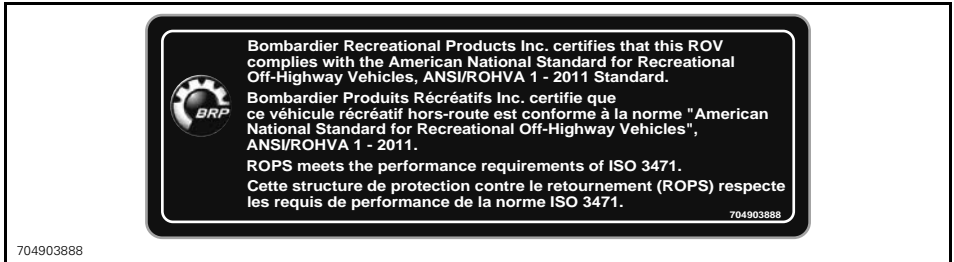 Bombardier Recreational Products Inc. certifies that this ROV
complies with the American National Standard for Recreational
Off-Highway Vehicles, ANSI/ROHVA 1 - 2011 Standard.
BRP
Bombardier Produits Récréatifs Inc. certifie que
ce véhicule récréatif hors-route est conforme à la norme "American
National Standard for Recreational Off-Highway Vehicles",
ANSI/ROHVA 1 - 2011.
ROPS meets the performance requirements of ISO 3471.
Cette structure de protection contre le retournement (ROPS) respecte
les requis de performance de la norme ISO 3471.
704903888
704903888